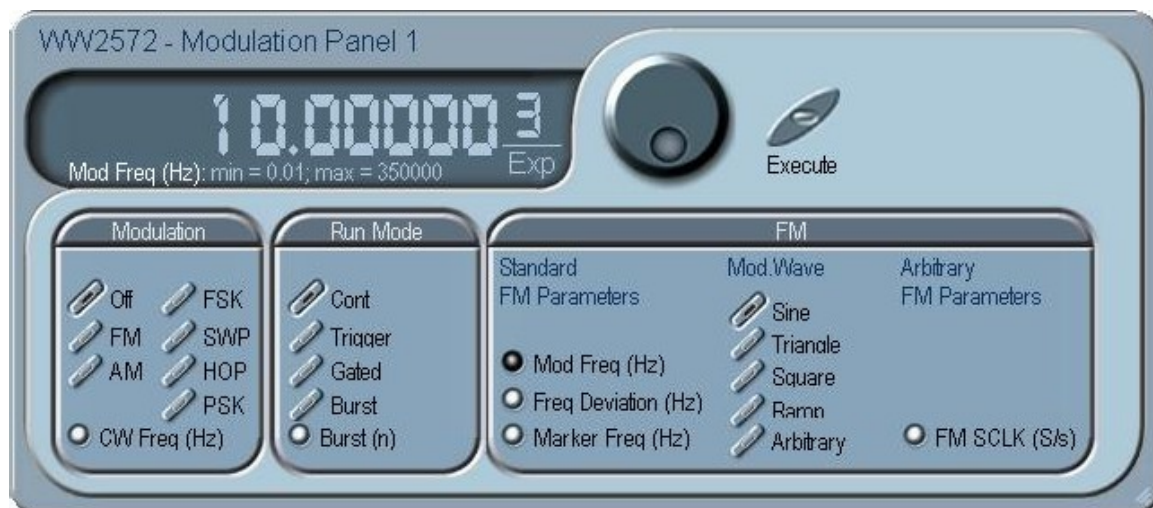 WW2572 - Modulation Panel 1
10.00000 3
Exp
Mod Freq (Hz): min = 0.01; max = 350000
Execute
Modulation
Off
FM
AM
FSK
SWP
HOP
PSK
CW Freq (Hz)
Run Mode
Cont
Trigger
Gated
Burst
Burst (n)
FM
Standard
FM Parameters
Mod Freq (Hz)
Freq Deviation (Hz)
Marker Freq (Hz)
Mod.Wave
Sine
Triangle
Square
Ramp
Arbitrary
Arbitrary
FM Parameters
FM SCLK (S/s)